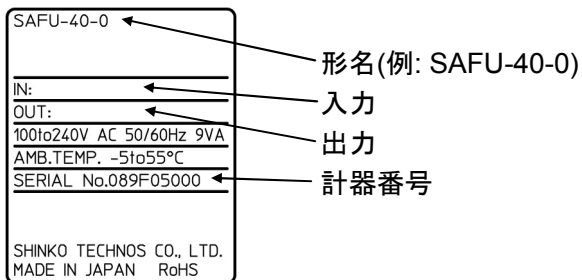 SAFU-40-0
形名(例: SAFU-40-0)
IN:
入力
OUT:
出力
100to240V AC 50/60Hz 9VA
AMB.TEMP. -5to55°C
SERIAL No.089F05000
計器番号
SHINKO TECHNOS CO., LTD.
MADE IN JAPAN RoHS